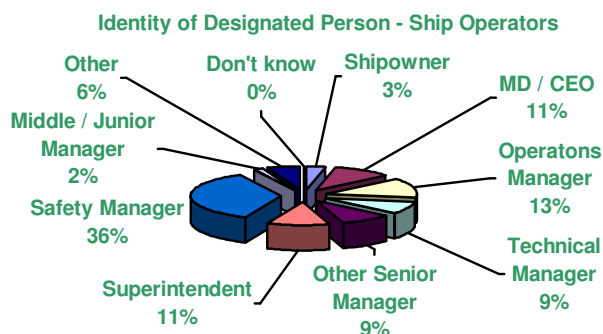 Identity of Designated Person - Ship Operators
Other
6%
Don't know
0%
Shipowner
3%
MD / CEO
11%
Middle / Junior
Manager
2%
Operatons
Manager
13%
Safety Manager
36%
Technical
Manager
9%
Superintendent
11%
Other Senior
Manager
9%